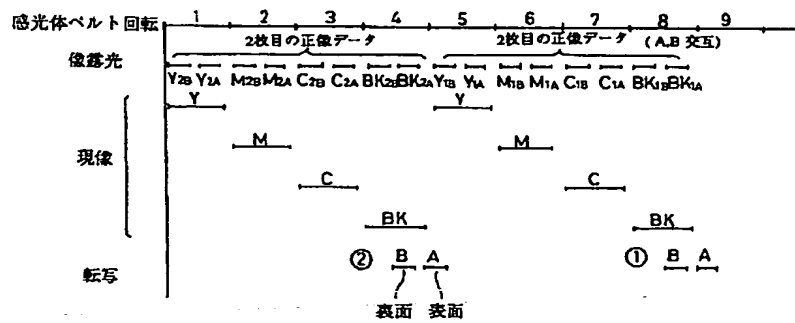 感光体ベルト回転 1 2 3 4 5 6 7 8 9
2枚目の正像データ 2枚目の正像データ (A,B 交互)
像露光
Y2B Y2A M2B M2A C2B C2A BK2B BK2A Y1B Y1A M1B M1A C1B C1A BK1B BK1A
Y Y
現像
M M
C C
BK BK
転写 ② B A ① B A
裏面 表面